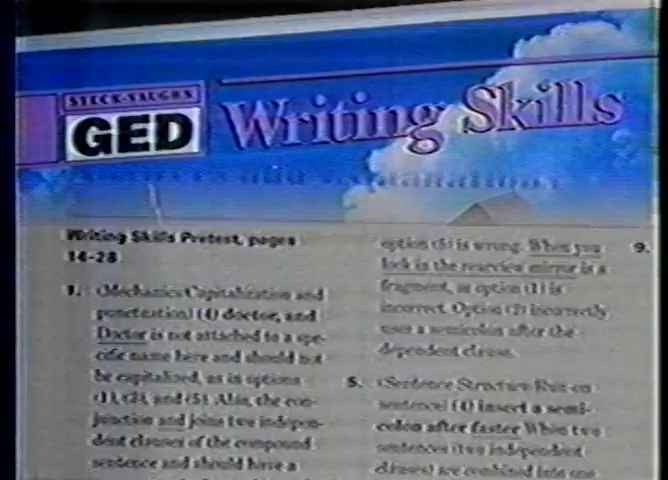 STECK-VAUGHN
GED
Writing Skills
Answers and Explanations
Writing Skills Pretest, pages
14-28
1. (Mechanics/Capitalization and
punctuation) (4) doctor, and
Doctor is not attached to a spe-
cific name here and should not
be capitalized, as in options
(1), (2), and (5). Also, the con-
junction and joins two indepen-
dent clauses of the compound
sentence and should have a
option (5) is wrong. When you
look in the rearview mirror is a
fragment, as option (1) is
incorrect. Option (2) incorrectly
uses a semicolon after the
dependent clause.
5. (Sentence Structure/Run-on
sentence) (4) insert a semi-
colon after faster When two
sentences (two independent
clauses) are combined into one
9.